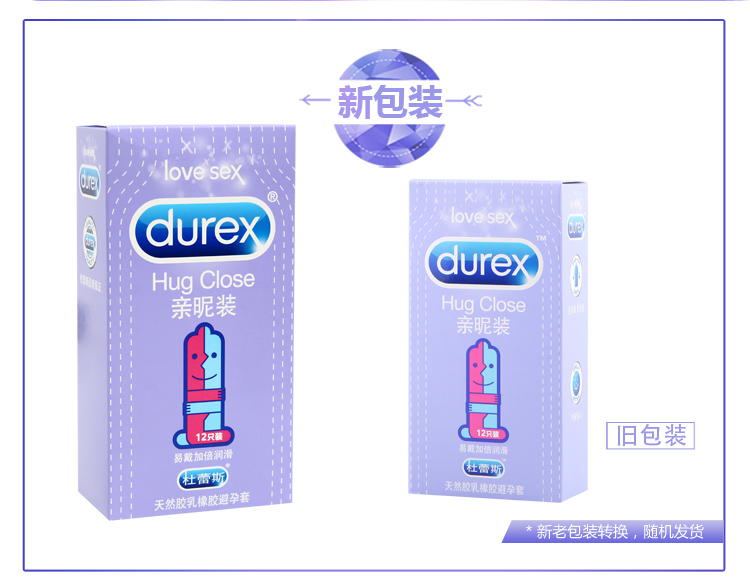 新包装
love sex
durex
®
Hug Close
亲昵装
12只装
易戴加倍润滑
杜蕾斯
天然胶乳橡胶避孕套
durex
durex
love sex
durex
™
Hug Close
亲昵装
12只装
易戴加倍润滑
杜蕾斯
天然胶乳橡胶避孕套
durex
旧包装
* 新老包装转换，随机发货